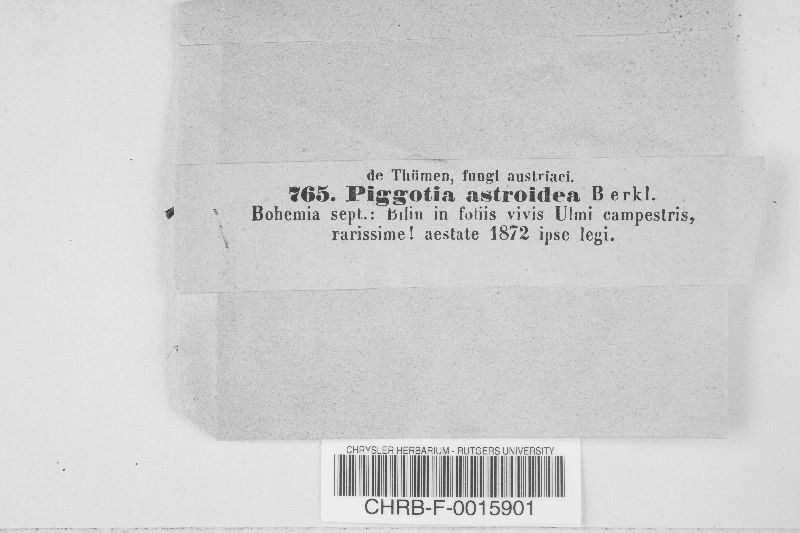 de Thümen, fungi austriaci.
765. Piggotia astroidea Berkl.
Bohemia sept.: Bilin in foliis vivis Ulmi campestris,
rarissime! aestate 1872 ipse legi.
CHRYSLER HERBARIUM - RUTGERS UNIVERSITY
CHRB-F-0015901